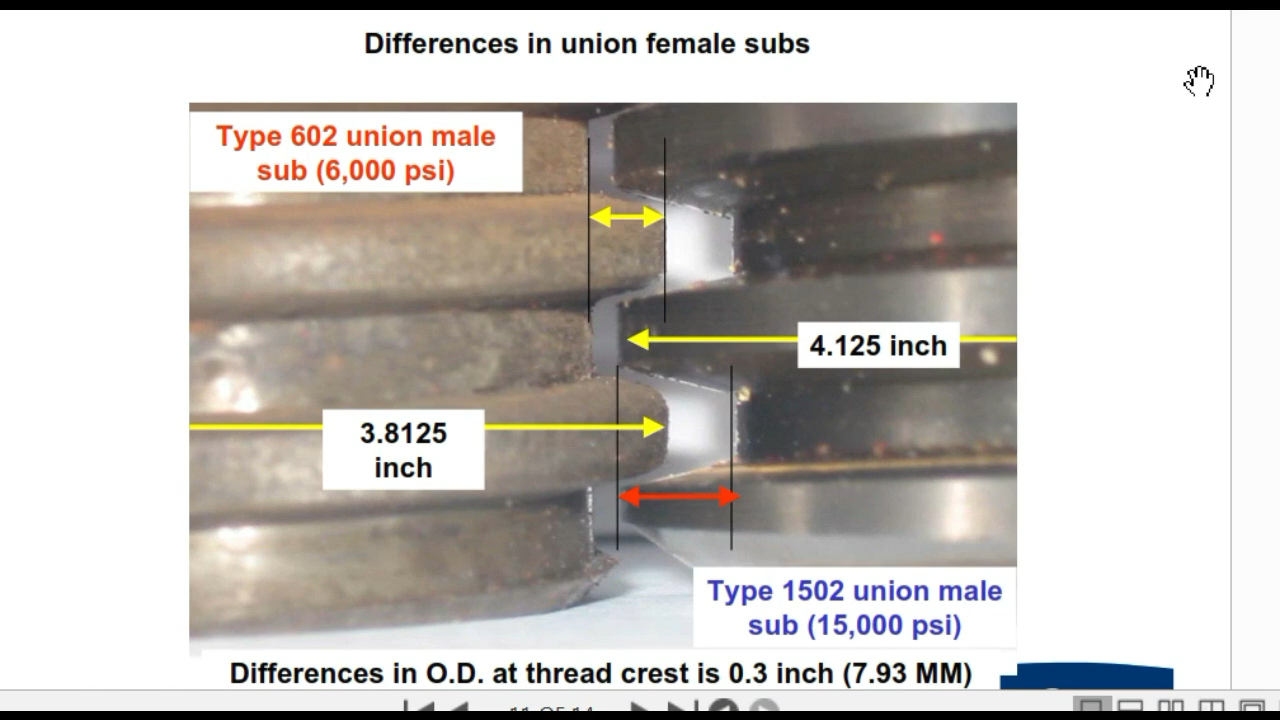 Differences in union female subs
Type 602 union male
sub (6,000 psi)
4.125 inch
3.8125
inch
Type 1502 union male
sub (15,000 psi)
Differences in O.D. at thread crest is 0.3 inch (7.93 MM)